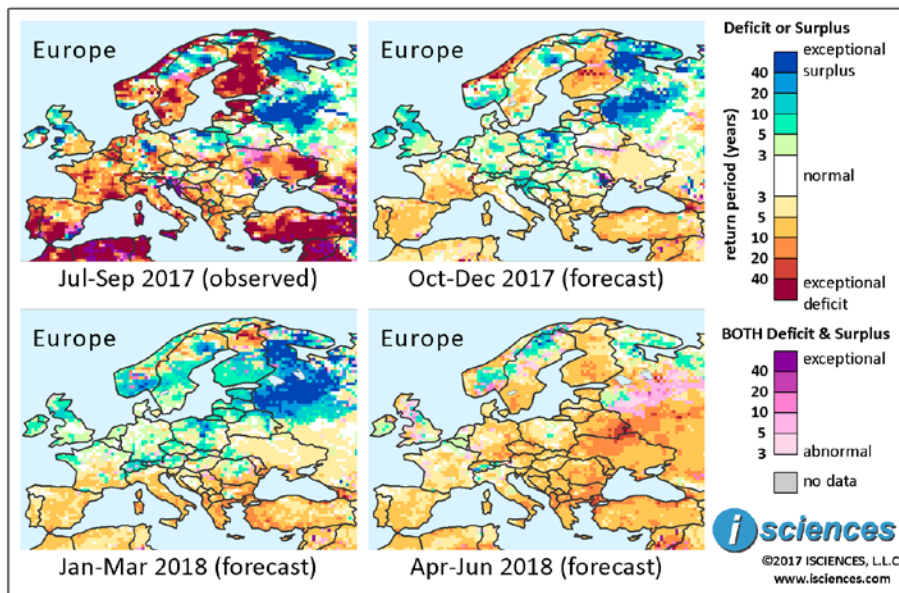 Europe
Jul-Sep 2017 (observed)
Europe
Oct-Dec 2017 (forecast)
Europe
Jan-Mar 2018 (forecast)
Europe
Apr-Jun 2018 (forecast)
Deficit or Surplus
exceptional
surplus
40
20
10
5
3
normal
3
5
10
20
40
exceptional
deficit
return period (years)
BOTH Deficit & Surplus
exceptional
40
20
10
5
3
abnormal
no data
i sciences
©2017 ISCIENCES, L.L.C
www.isciences.com